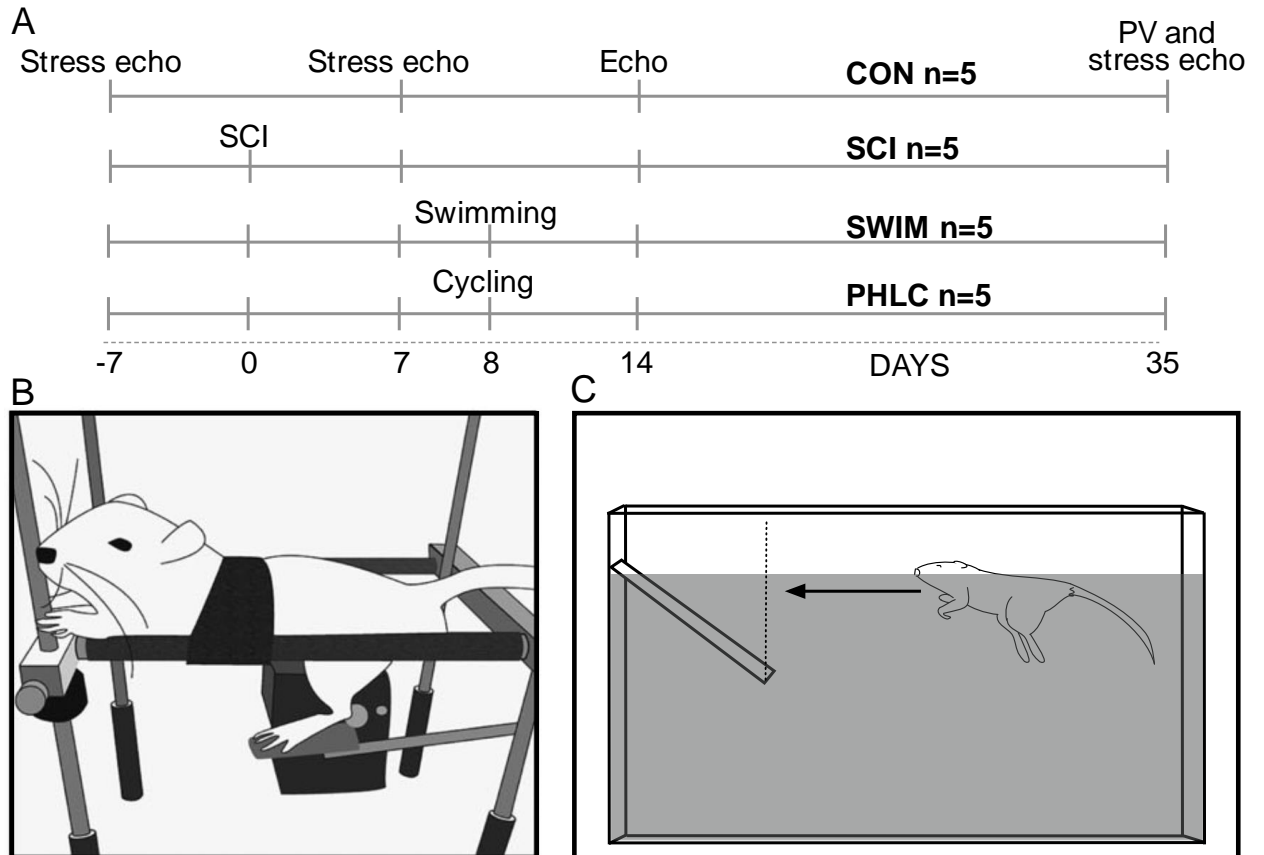 A
PV and
Stress echo Stress echo Echo CON n=5 stress echo
SCI SCI n=5
Swimming SWIM n=5
Cycling PHLC n=5
-7 0 7 8 14 DAYS 35
B C